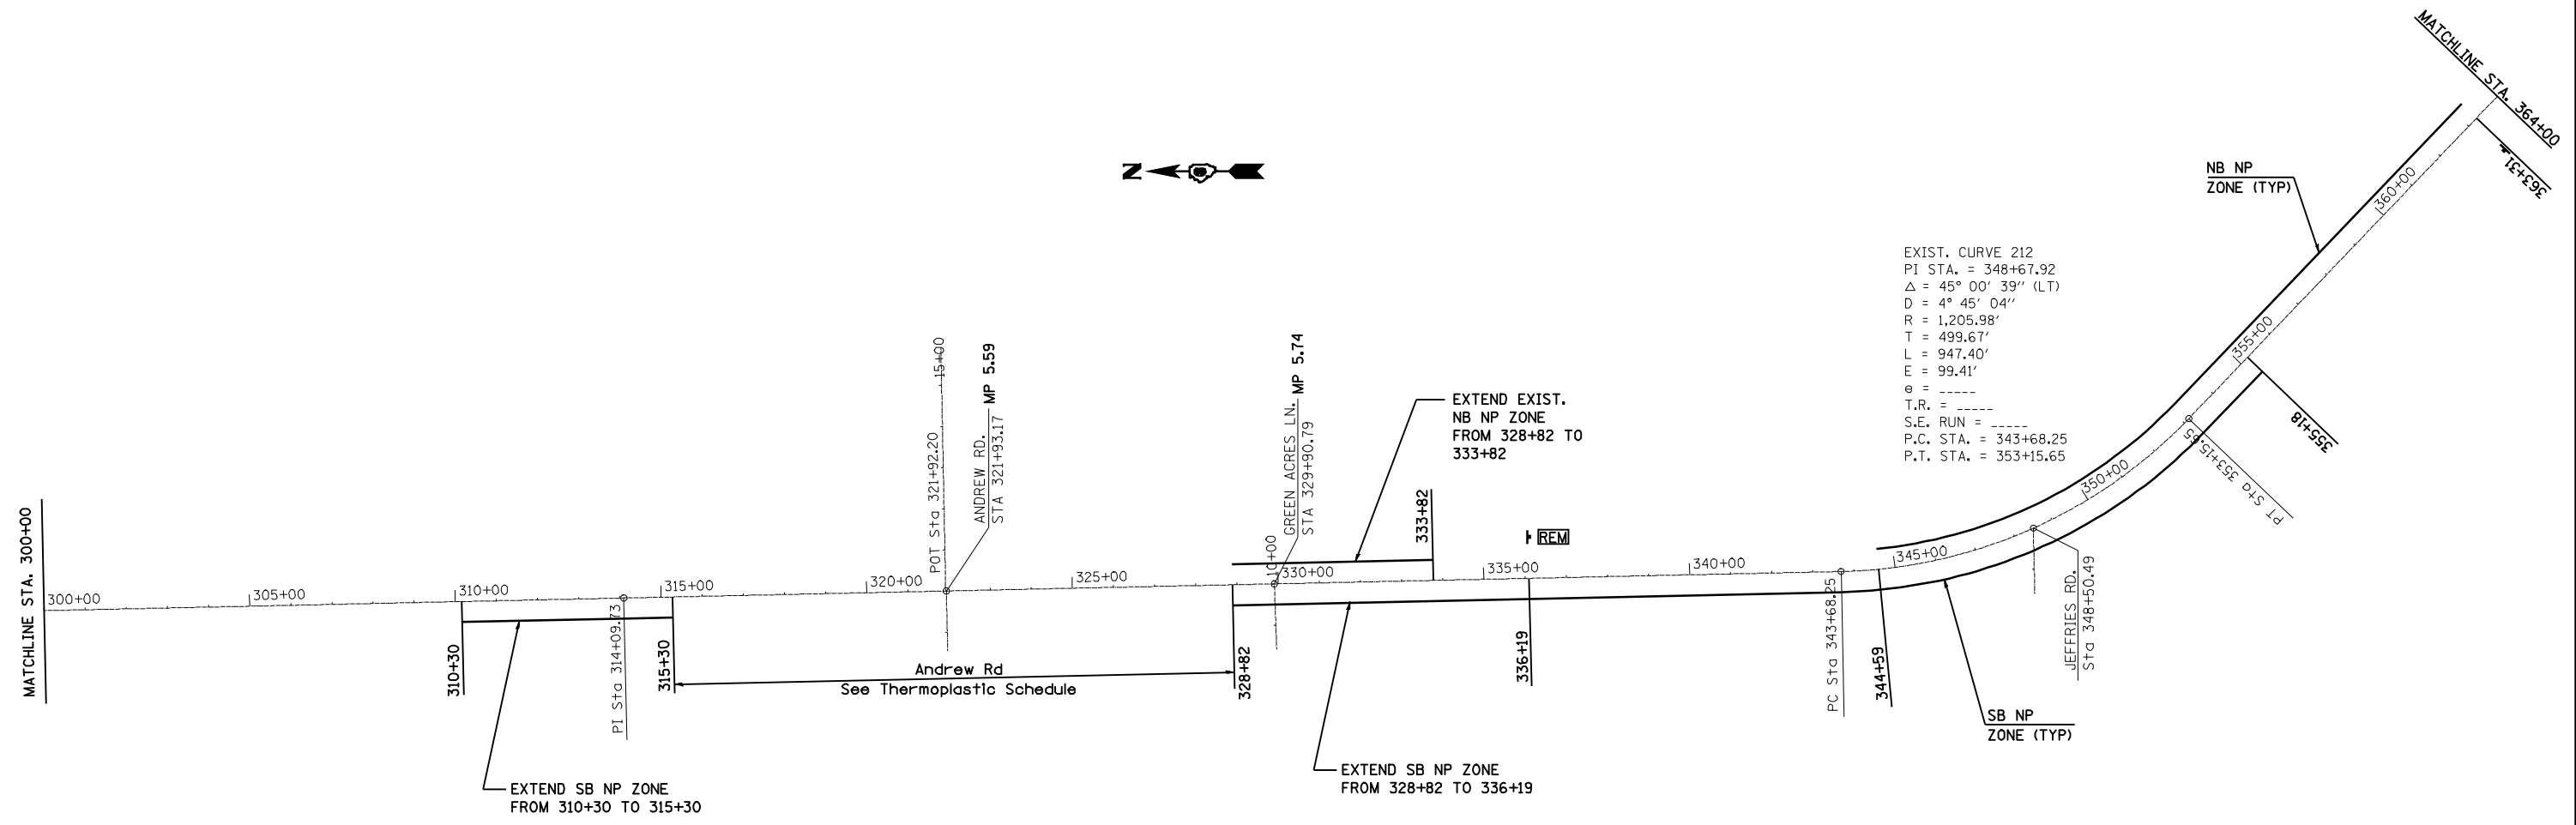 MATCHLINE STA. 300+00
300+00
305+00
310+00
315+00
320+00
325+00
330+00
335+00
340+00
345+00
350+00
355+00
360+00
310+30
PI Sta 314+09.73
315+30
EXTEND SB NP ZONE
FROM 310+30 TO 315+30
Andrew Rd
See Thermoplastic Schedule
POT Sta 321+92.20
15+00
ANDREW RD. MP 5.59
STA 321+93.17
N
10+00
GREEN ACRES LN. MP 5.74
STA 329+90.79
328+82
EXTEND EXIST.
NB NP ZONE
FROM 328+82 TO
333+82
333+82
REM
336+19
EXTEND SB NP ZONE
FROM 328+82 TO 336+19
PC Sta 343+68.25
344+59
SB NP
ZONE (TYP)
JEFFRIES RD.
Sta 348+50.49
EXIST. CURVE 212
PI STA. = 348+67.92
Δ = 45° 00' 39" (LT)
D = 4° 45' 04"
R = 1,205.98'
T = 499.67'
L = 947.40'
E = 99.41'
e = _____
T.R. = _____
S.E. RUN = _____
P.C. STA. = 343+68.25
P.T. STA. = 353+15.65
PT Sta 353+15.65
355+18
NB NP
ZONE (TYP)
363+31
MATCHLINE STA. 364+00